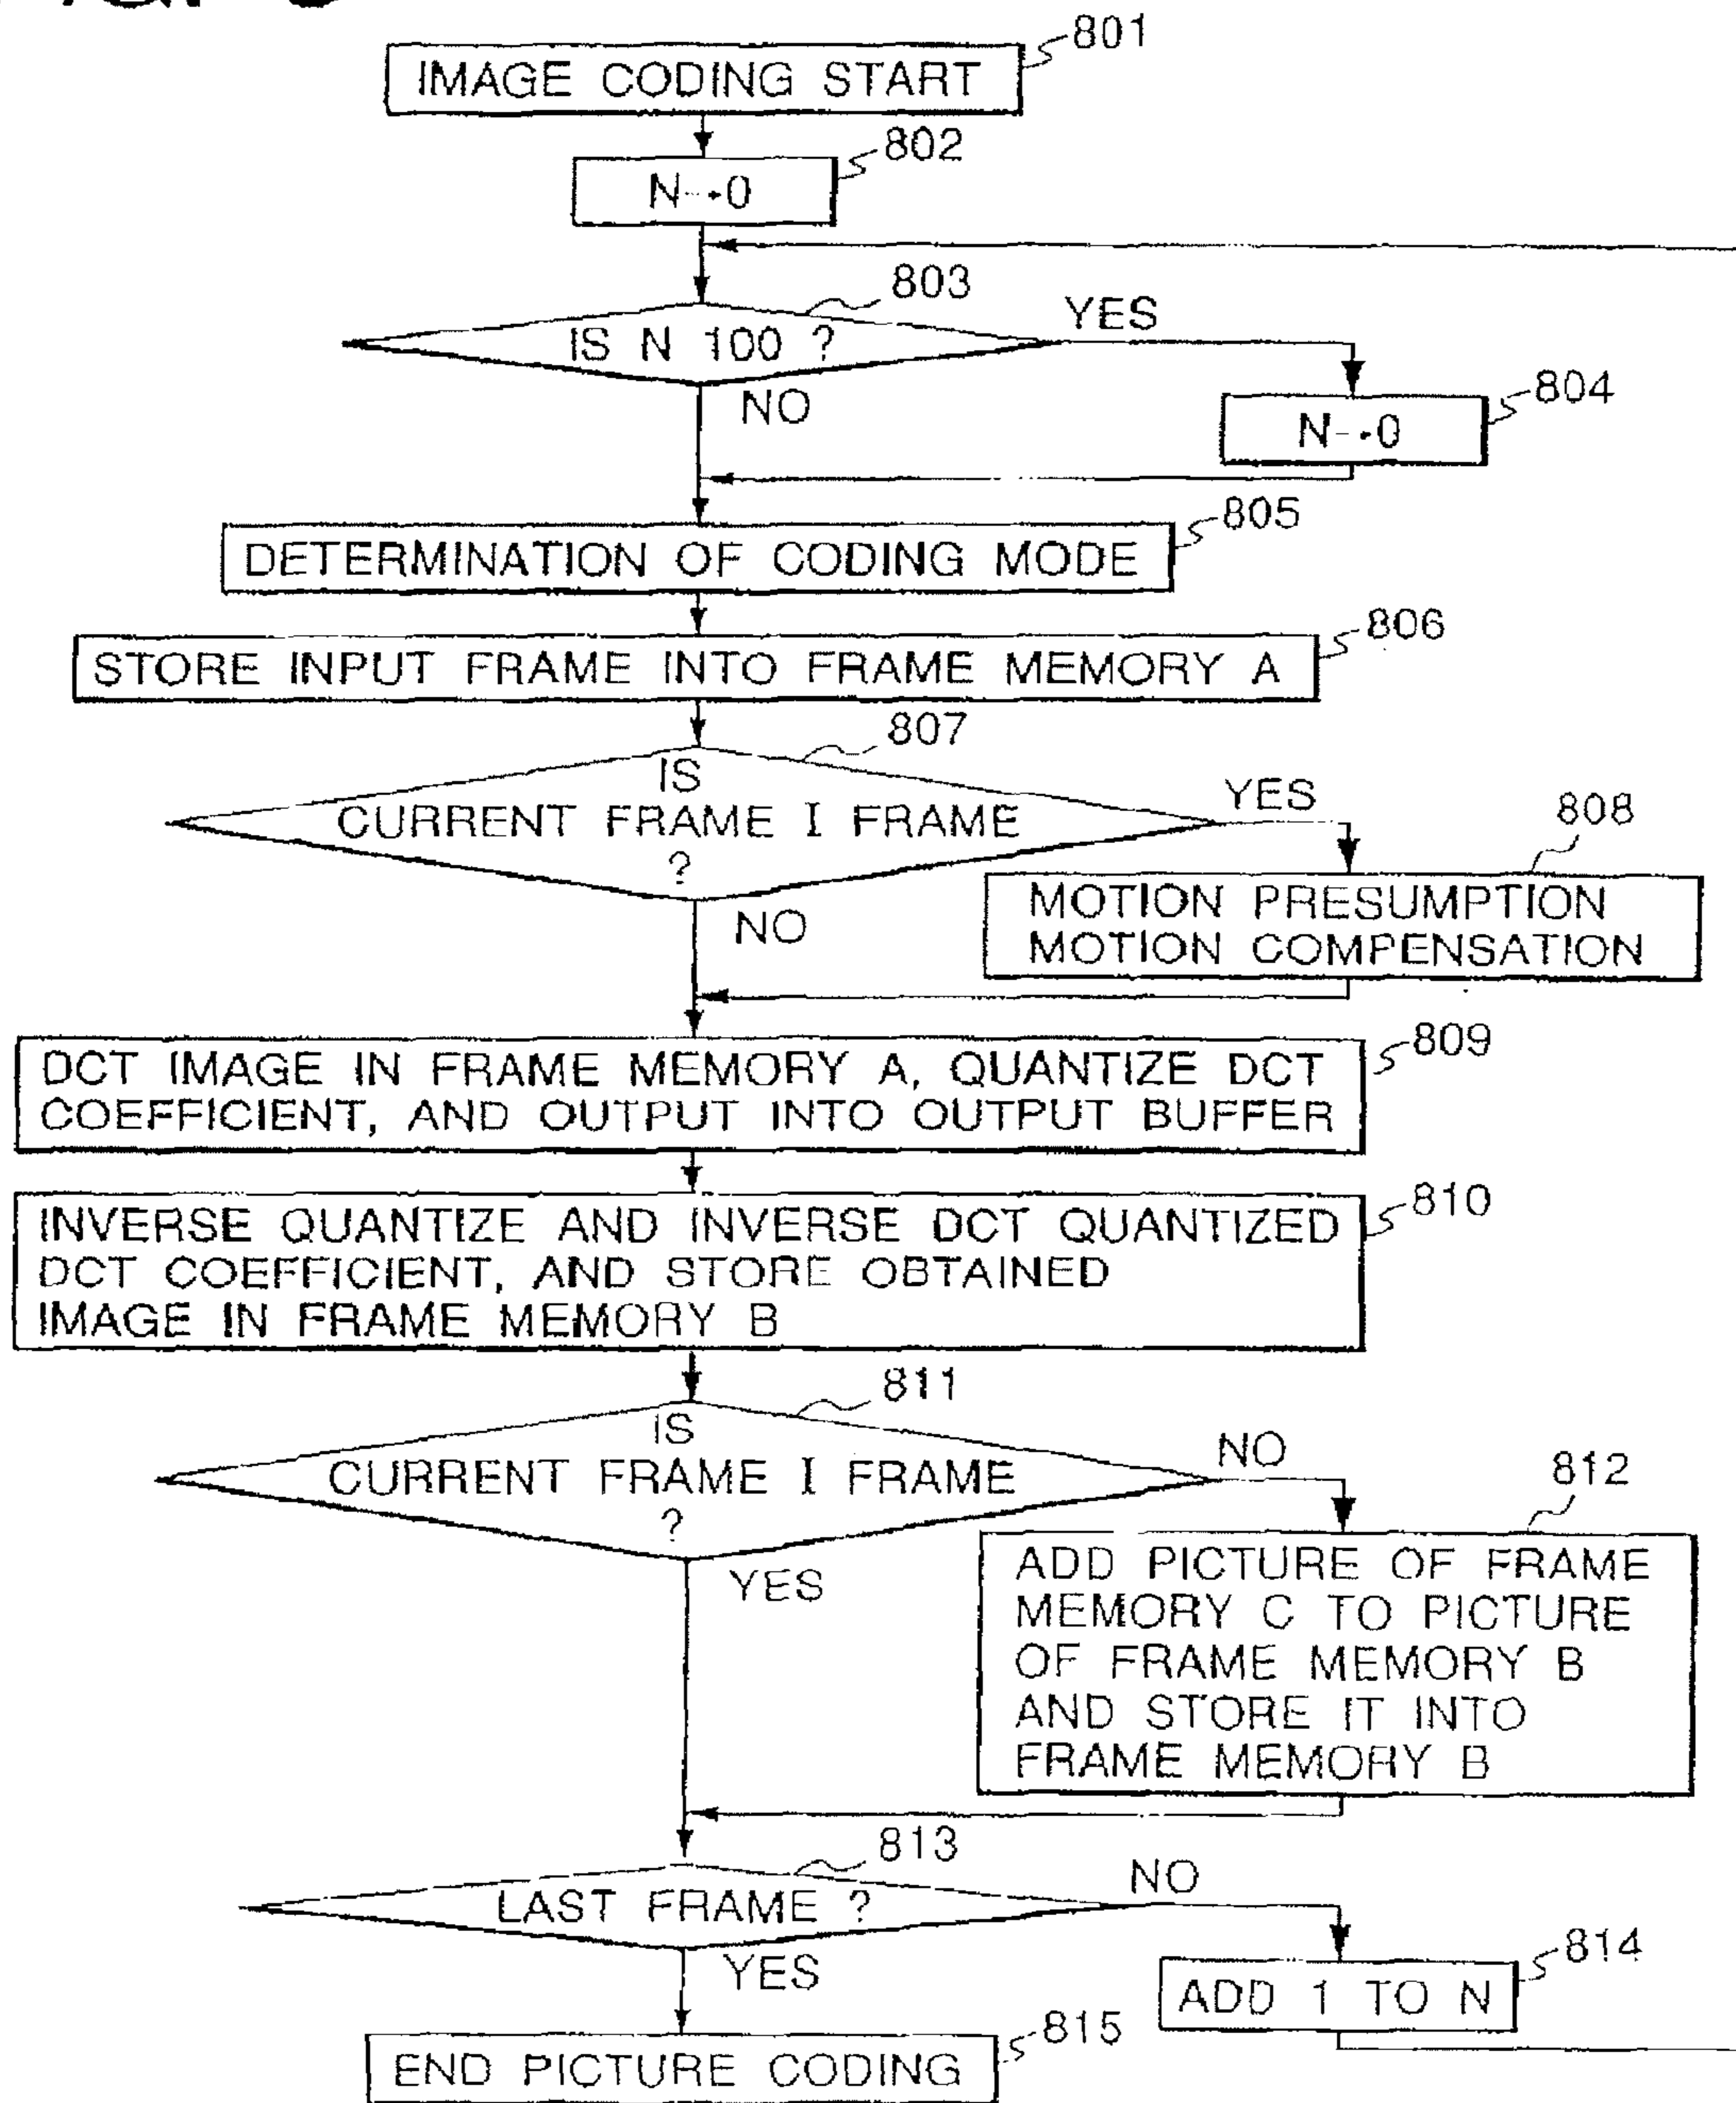 801
IMAGE CODING START
802
N→0
803
IS N 100 ?
YES
NO
804
N→0
805
DETERMINATION OF CODING MODE
806
STORE INPUT FRAME INTO FRAME MEMORY A
807
IS
CURRENT FRAME I FRAME
?
YES
NO
808
MOTION PRESUMPTION
MOTION COMPENSATION
809
DCT IMAGE IN FRAME MEMORY A, QUANTIZE DCT
COEFFICIENT, AND OUTPUT INTO OUTPUT BUFFER
810
INVERSE QUANTIZE AND INVERSE DCT QUANTIZED
DCT COEFFICIENT, AND STORE OBTAINED
IMAGE IN FRAME MEMORY B
811
IS
CURRENT FRAME I FRAME
?
NO
YES
812
ADD PICTURE OF FRAME
MEMORY C TO PICTURE
OF FRAME MEMORY B
AND STORE IT INTO
FRAME MEMORY B
813
LAST FRAME ?
NO
YES
814
ADD 1 TO N
815
END PICTURE CODING